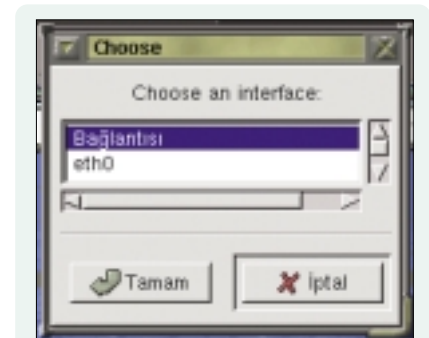 Choose
Choose an interface:
Bağlantısı
eth0
Tamam
İptal